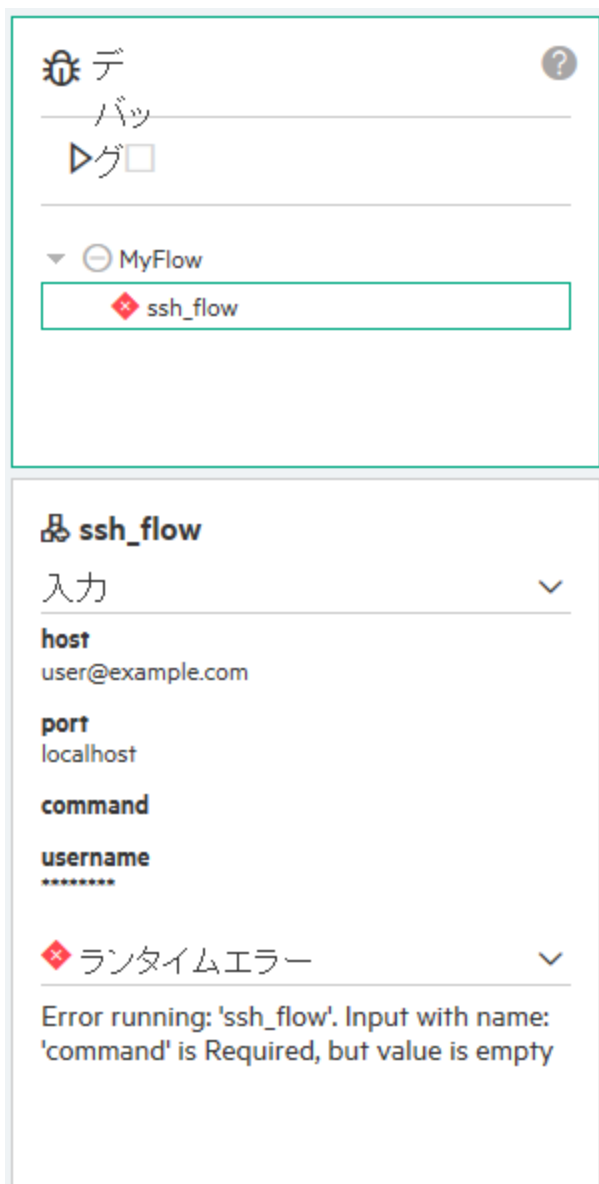 デ
バッ
グ
MyFlow
ssh_flow
ssh_flow
入力
host
user@example.com
port
localhost
command
username
********
ランタイムエラー
Error running: 'ssh_flow'. Input with name:
'command' is Required, but value is empty